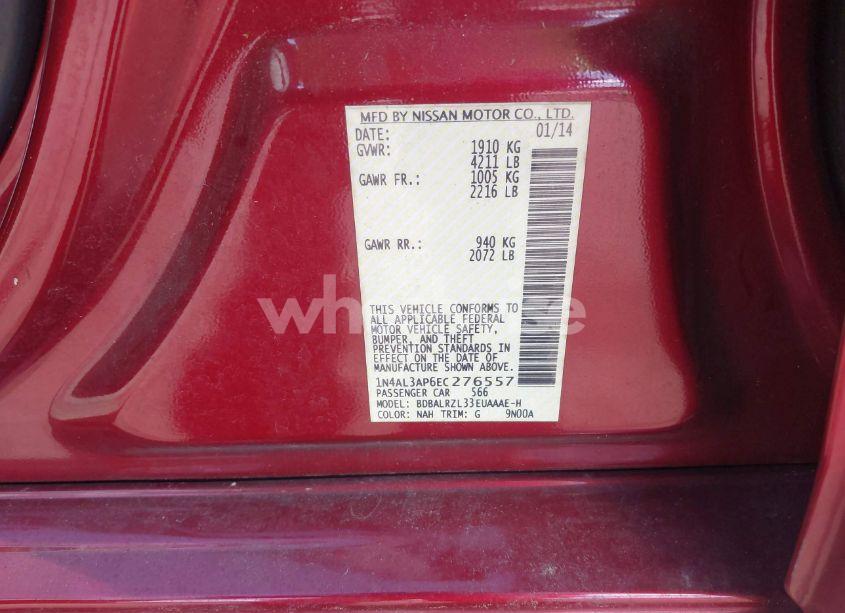 MFD BY NISSAN MOTOR CO., LTD.
DATE: 01/14
GVWR: 1910 KG
4211 LB
GAWR FR.: 1005 KG
2216 LB
GAWR RR.: 940 KG
2072 LB
THIS VEHICLE CONFORMS TO
ALL APPLICABLE FEDERAL
MOTOR VEHICLE SAFETY,
BUMPER, AND THEFT
PREVENTION STANDARDS IN
EFFECT ON THE DATE OF
MANUFACTURE SHOWN ABOVE.
1N4AL3AP6EC276557
PASSENGER CAR 566
MODEL: BDBALRZL33EUAAAE-H
COLOR: NAH TRIM: G 9N00A